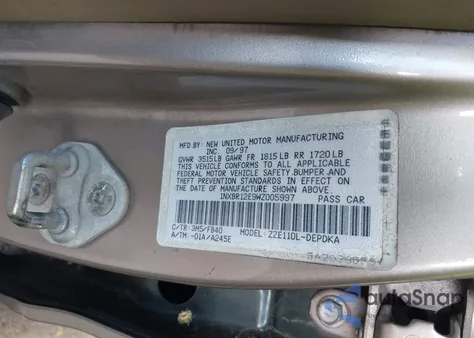 MFD.BY NEW UNITED MOTOR MANUFACTURING
INC. 09/97
GVWR 3515LB GAWR FR 1815LB RR 1720LB
THIS VEHICLE CONFORMS TO ALL APPLICABLE
FEDERAL MOTOR VEHICLE SAFETY,BUMPER,AND
THEFT PREVENTION STANDARDS IN EFFECT ON
THE DATE OF MANUFACTURE SHOWN ABOVE.
1NXBR12E9WZ005997 PASS CAR
C/TR: 3M5/FB40 MODEL: ZZE110L-DEPDKA
A/TM: -01A/A245E
AutoSnap